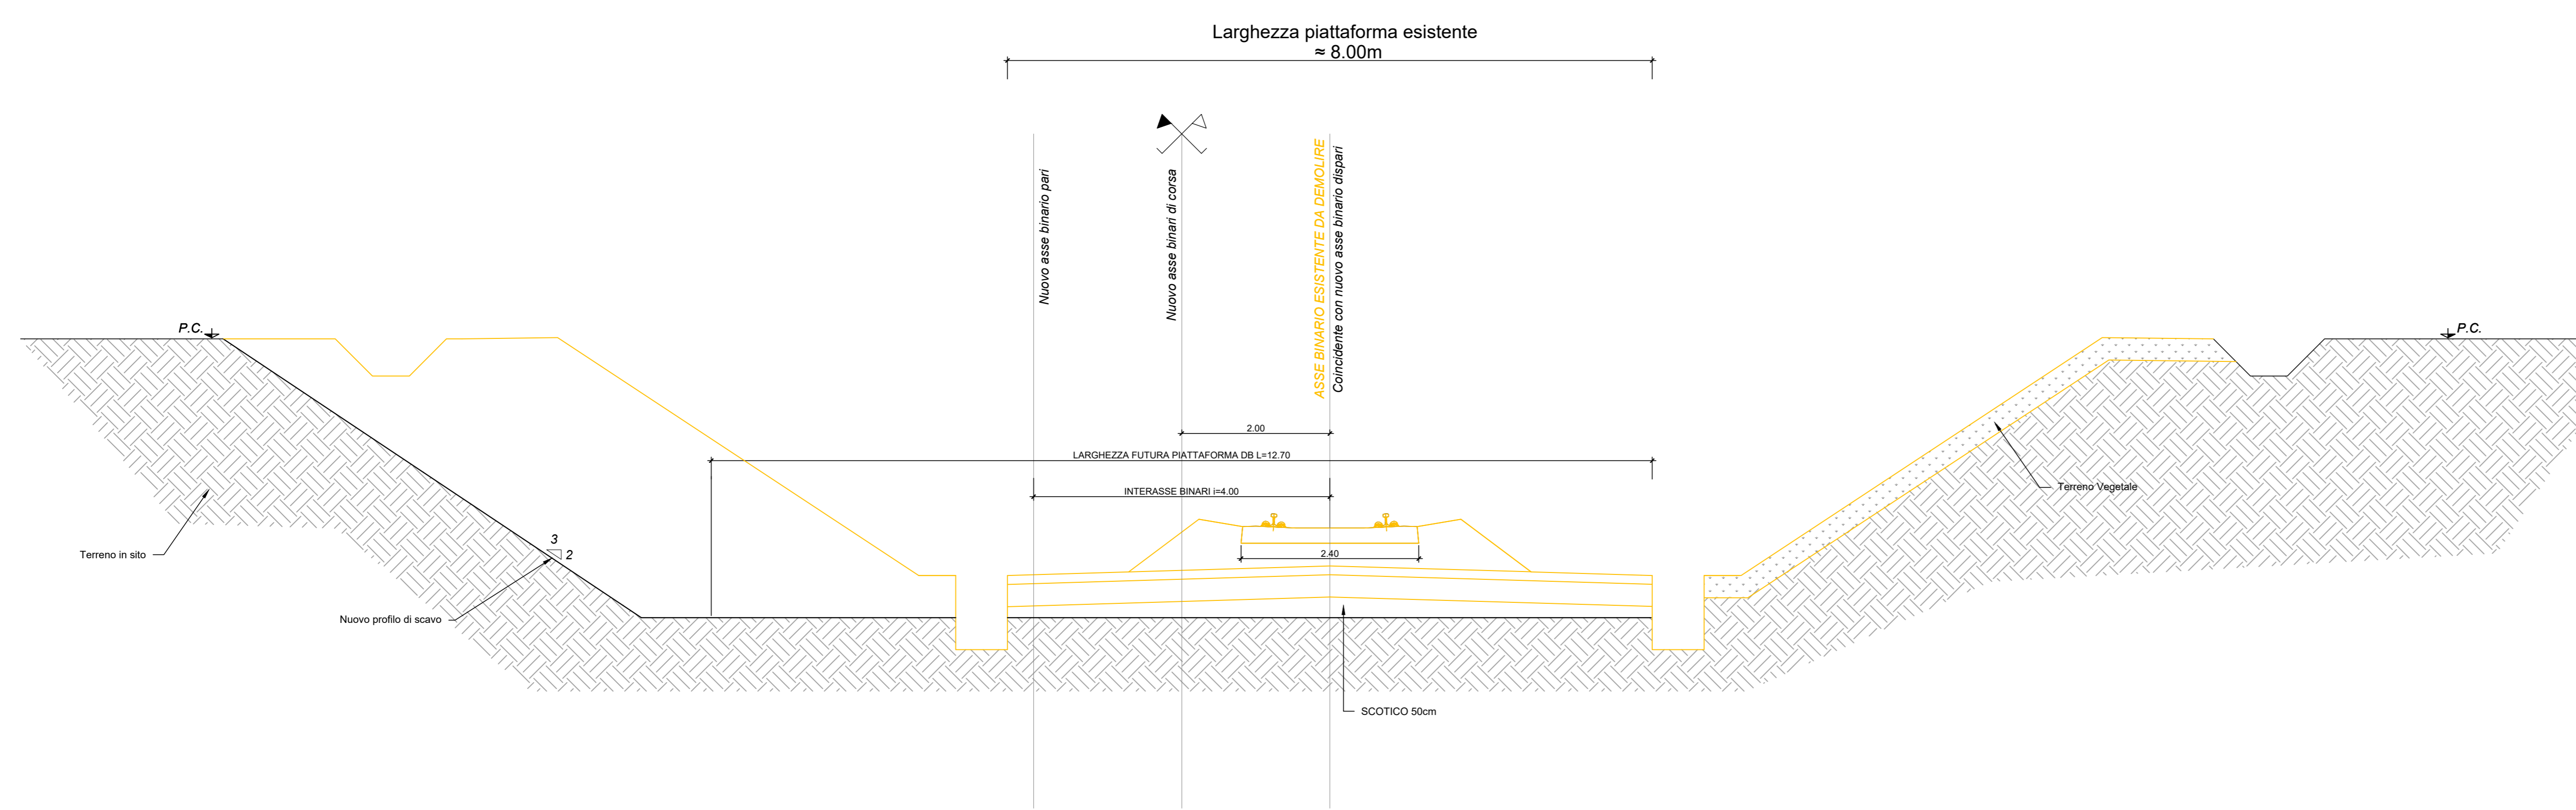 Larghezza piattaforma esistente
≈ 8.00m
Nuovo asse binario pari
Nuovo asse binari di corsa
ASSE BINARIO ESISTENTE DA DEMOLIRE
Coincidente con nuovo asse binario dispari
P.C.
P.C.
2.00
LARGHEZZA FUTURA PIATTAFORMA DB L=12.70
INTERASSE BINARI i=4.00
Terreno Vegetale
2.40
3
2
Terreno in sito
Nuovo profilo di scavo
SCOTICO 50cm